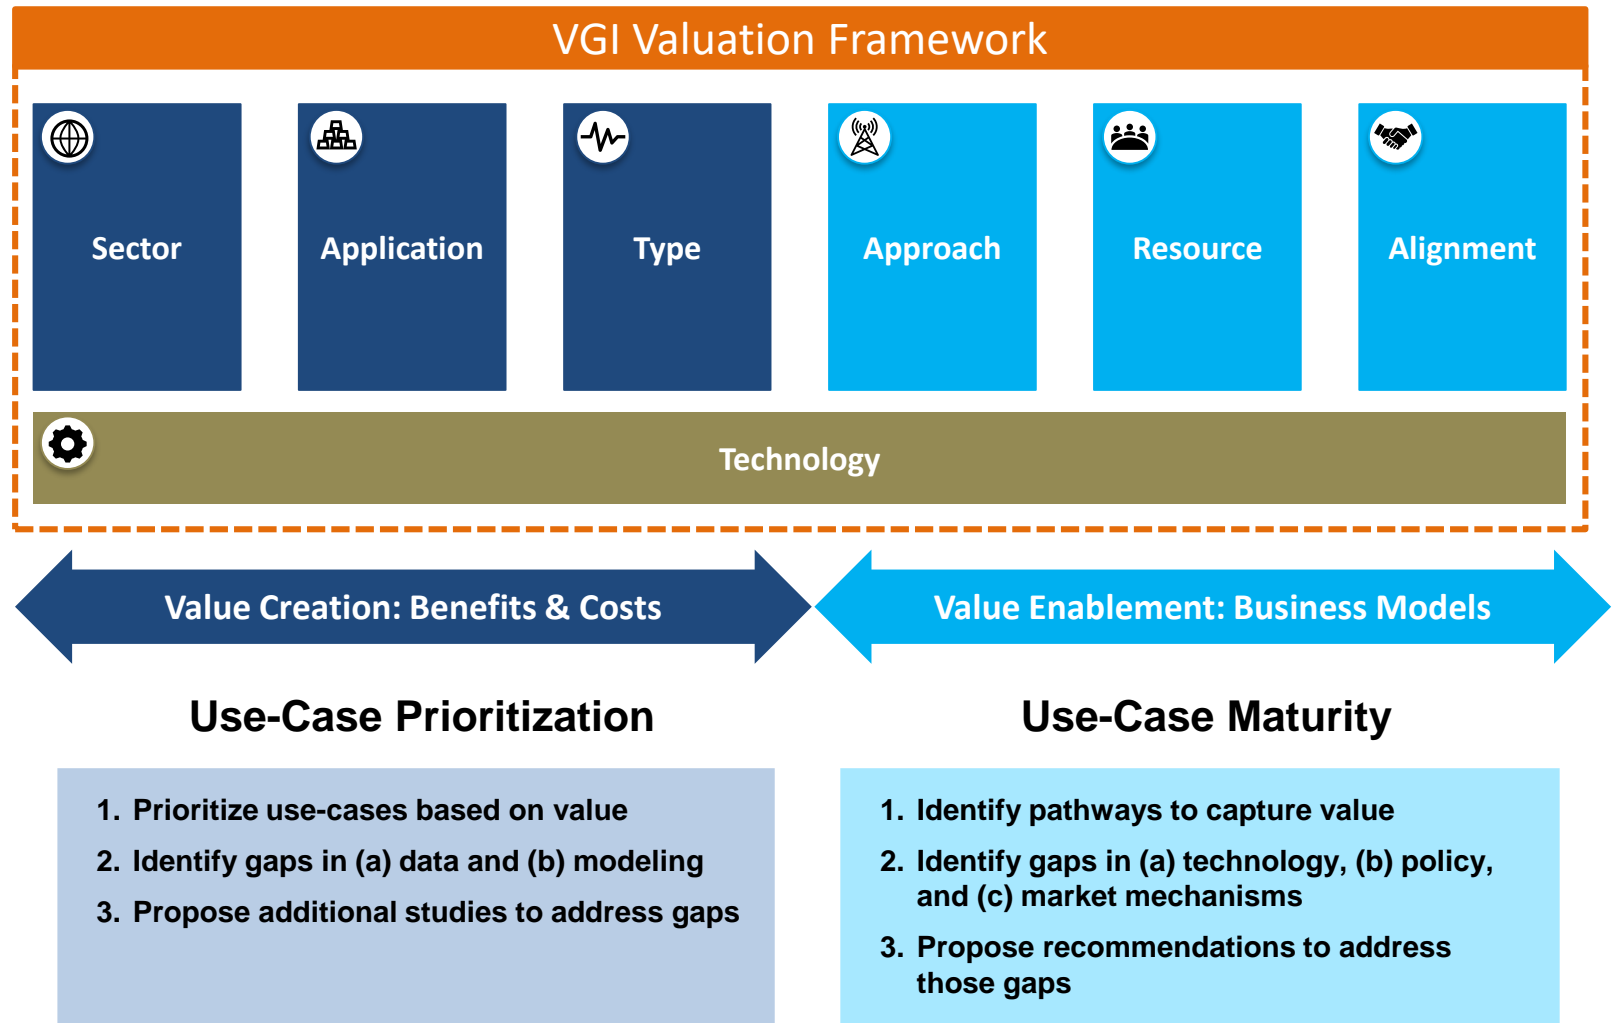 VGI Valuation Framework
Sector
Application
Type
Approach
Resource
Alignment
Technology
Value Creation: Benefits & Costs
Value Enablement: Business Models
Use-Case Prioritization
1. Prioritize use-cases based on value
2. Identify gaps in (a) data and (b) modeling
3. Propose additional studies to address gaps
Use-Case Maturity
1. Identify pathways to capture value
2. Identify gaps in (a) technology, (b) policy,
and (c) market mechanisms
3. Propose recommendations to address
those gaps